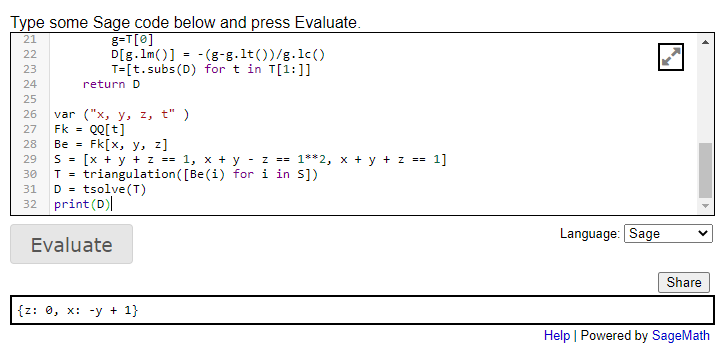 Type some Sage code below and press Evaluate.
21 g=T[0]
22 D[g.lm()] = -(g-g.lt())/g.lc()
23 T=[t.subs(D) for t in T[1:]]
24 return D
25
26 var ("x, y, z, t" )
27 Fk = QQ[t]
28 Be = Fk[x, y, z]
29 S = [x + y + z == 1, x + y - z == 1**2, x + y + z == 1]
30 T = triangulation([Be(i) for i in S])
31 D = tsolve(T)
32 print(D)
Language: Sage
Evaluate
Share
{z: 0, x: -y + 1}
Help | Powered by SageMath